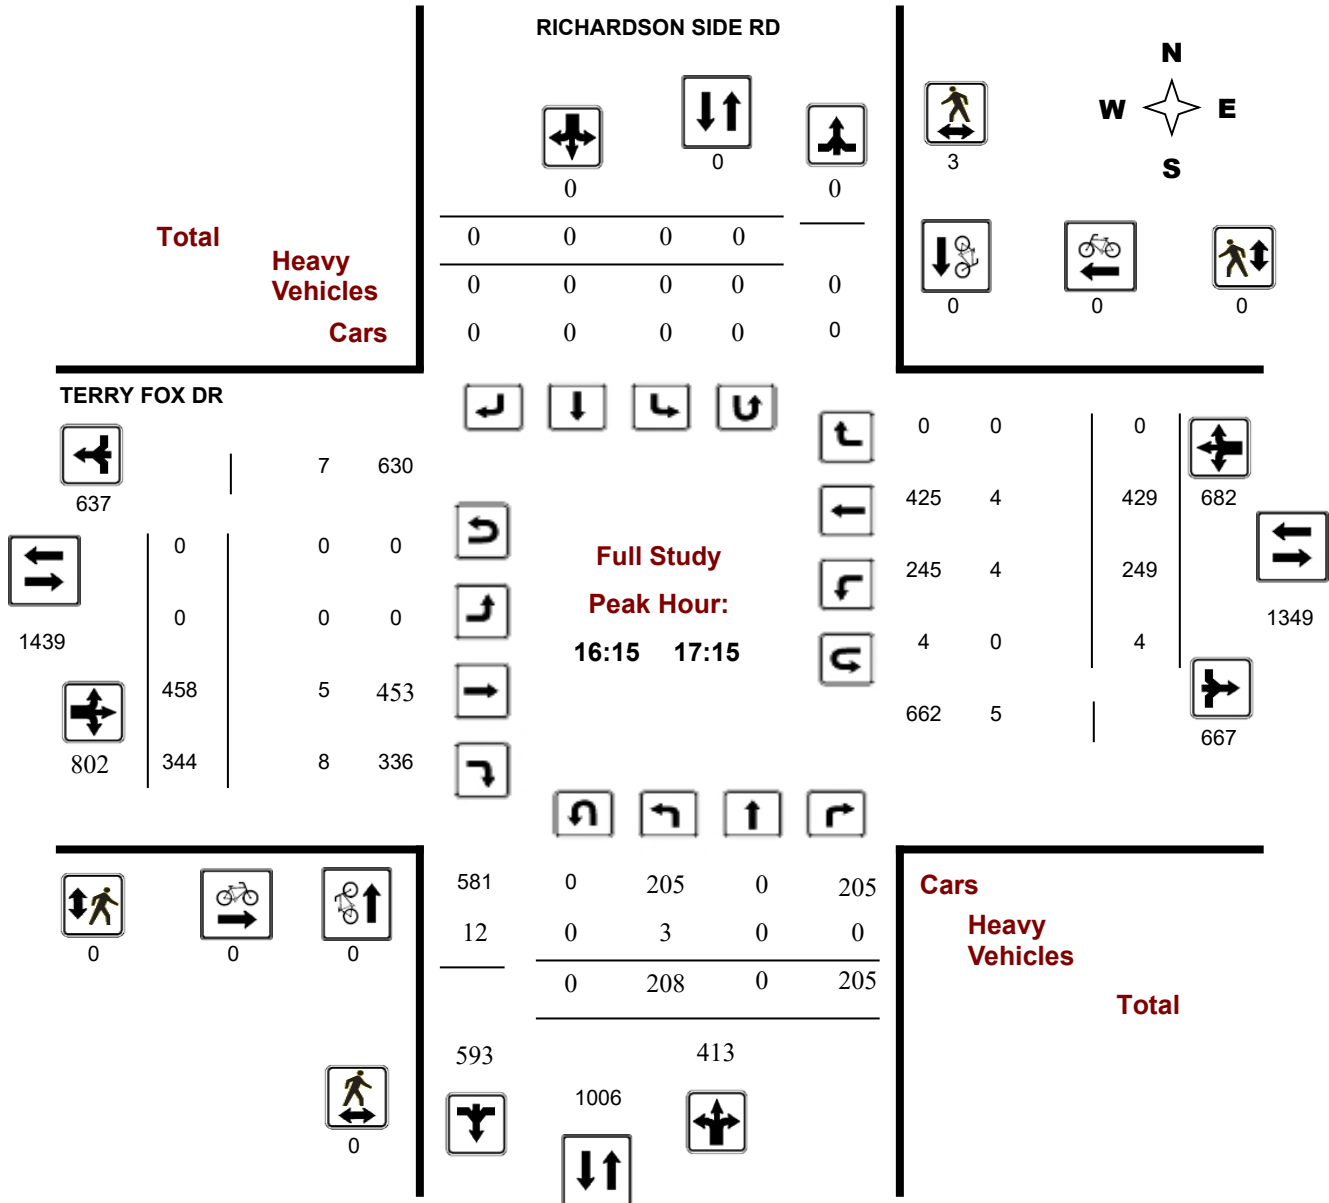 RICHARDSON SIDE RD
N
W E
S
0
3
0 0
Total
0 0 0 0
Heavy
Vehicles
0 0 0 0 0
Cars
0 0 0 0 0
0 0 0
TERRY FOX DR
7 630
637
0 0 0
0 0 0
1439
458 5 453
802
344 8 336
Full Study
Peak Hour:
16:15 17:15
0 0 0
425 4 429
682
245 4 249
1349
4 0 4
662 5
667
0 0 0
0
581 0 205 0 205
12 0 3 0 0
0 208 0 205
593 413
1006
Cars
Heavy
Vehicles
Total